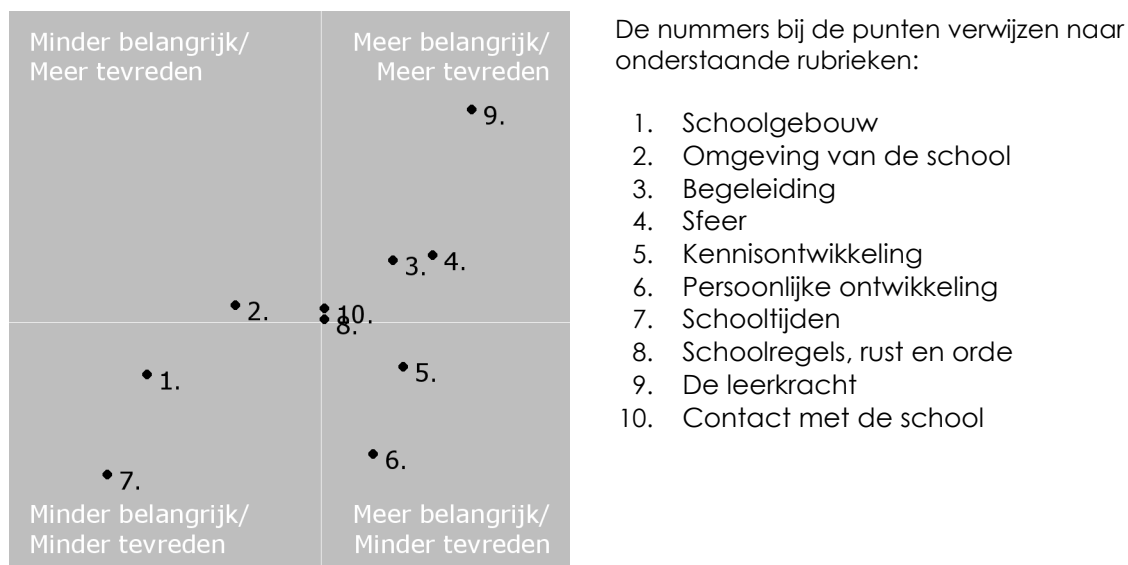 Minder belangrijk/
Meer tevreden
Meer belangrijk/
Meer tevreden
9.
3.
4.
2.
10.
8.
1.
5.
6.
7.
Minder belangrijk/
Minder tevreden
Meer belangrijk/
Minder tevreden
De nummers bij de punten verwijzen naar
onderstaande rubrieken:
1. Schoolgebouw
2. Omgeving van de school
3. Begeleiding
4. Sfeer
5. Kennisontwikkeling
6. Persoonlijke ontwikkeling
7. Schooltijden
8. Schoolregels, rust en orde
9. De leerkracht
10. Contact met de school